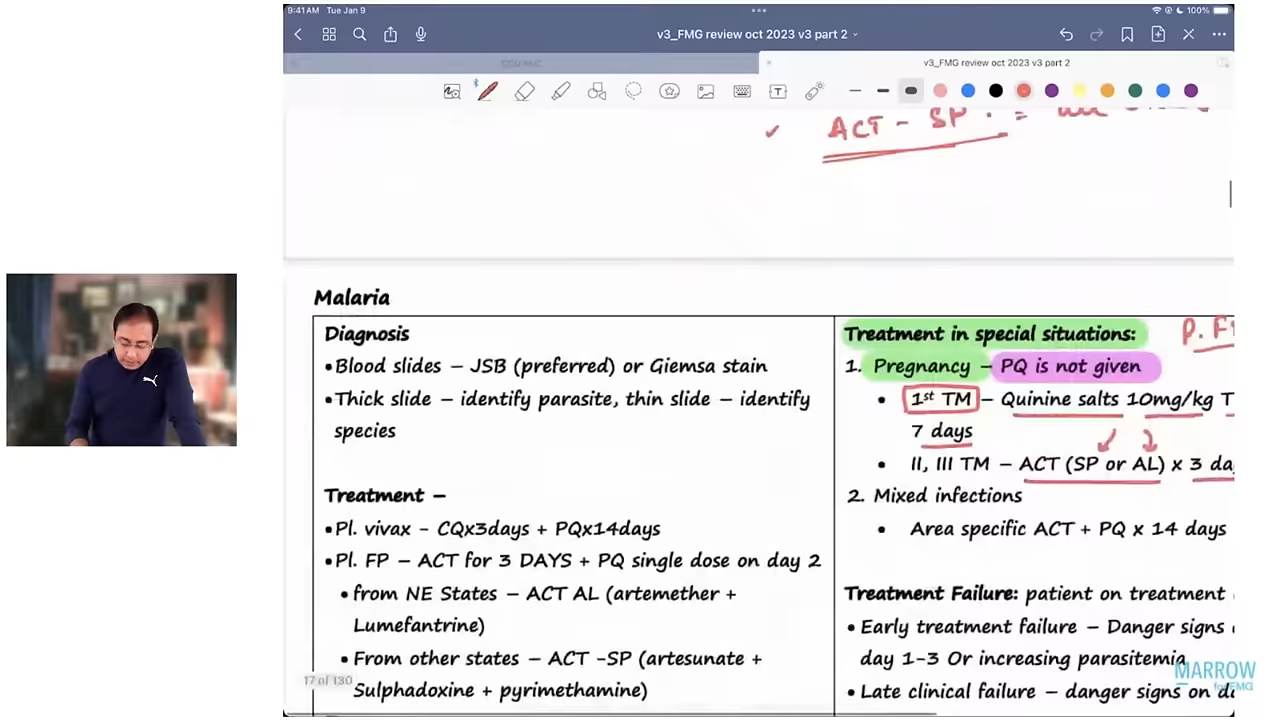 9:41 AM Tue Jan 9
100%
v3_FMG review oct 2023 v3 part 2
v3_FMG review oct 2023 v3 part 2
T
ACT - SP. =
Malaria
Diagnosis
•Blood slides – JSB (preferred) or Giemsa stain
•Thick slide – identify parasite, thin slide – identify
species
Treatment –
•Pl. vivax - CQx3days + PQx14days
•Pl. FP – ACT for 3 DAYS + PQ single dose on day 2
•from NE States – ACT AL (artemether +
Lumefantrine)
•From other states – ACT -SP (artesunate +
Sulphadoxine + pyrimethamine)
17 of 130
Treatment in special situations:
P. F
1. Pregnancy – PQ is not given
• 1st TM – Quinine salts 10mg/kg T
7 days
• II, III TM – ACT (SP or AL) x 3 da
2. Mixed infections
• Area specific ACT + PQ x 14 days
Treatment Failure: patient on treatment
•Early treatment failure – Danger signs
day 1-3 Or increasing parasitemia
•Late clinical failure – danger signs on d
MARROW
for FMG